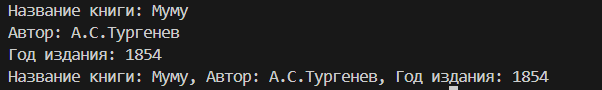 Название книги: Муму
Автор: А.С.Тургенев
Год издания: 1854
Название книги: Муму, Автор: А.С.Тургенев, Год издания: 1854